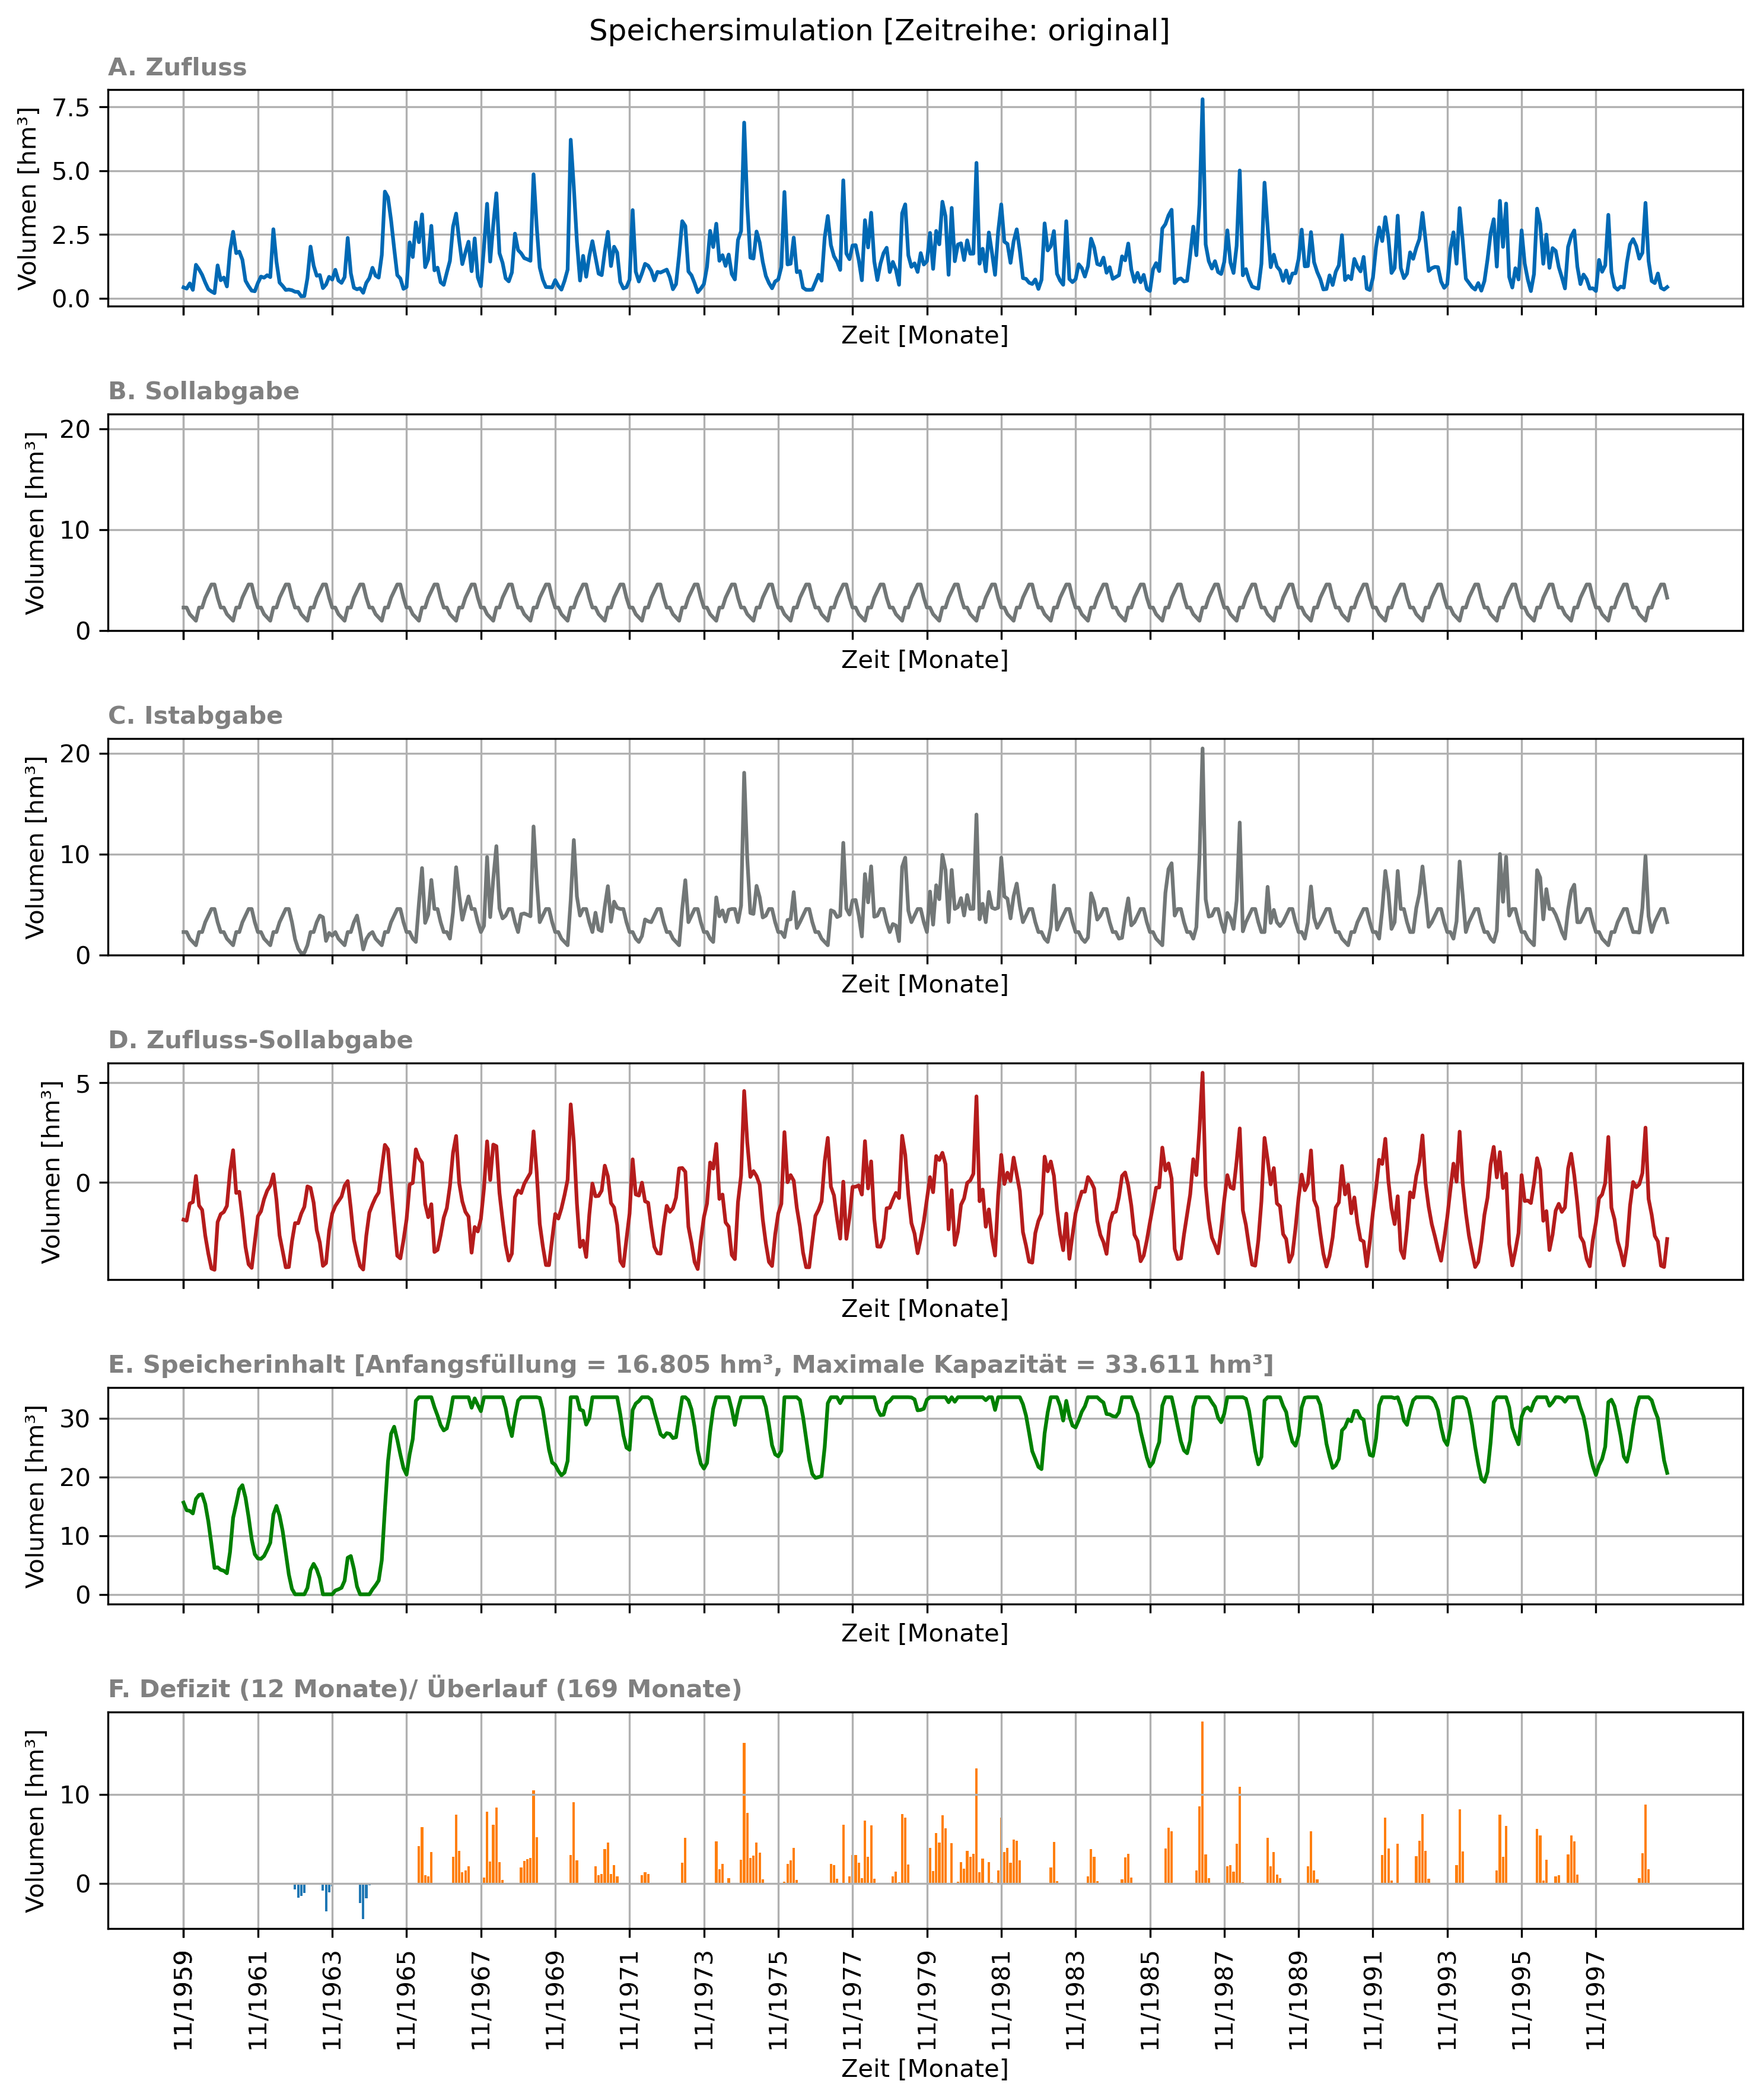 Speichersimulation [Zeitreihe: original]
A. Zufluss
Volumen [hm³]
7.5
5.0
2.5
0.0
Zeit [Monate]
B. Sollabgabe
Volumen [hm³]
20
10
0
Zeit [Monate]
C. Istabgabe
Volumen [hm³]
20
10
0
Zeit [Monate]
D. Zufluss-Sollabgabe
Volumen [hm³]
5
0
Zeit [Monate]
E. Speicherinhalt [Anfangsfüllung = 16.805 hm³, Maximale Kapazität = 33.611 hm³]
Volumen [hm³]
30
20
10
0
Zeit [Monate]
F. Defizit (12 Monate)/ Überlauf (169 Monate)
Volumen [hm³]
10
0
11/1959
11/1961
11/1963
11/1965
11/1967
11/1969
11/1971
11/1973
11/1975
11/1977
11/1979
11/1981
11/1983
11/1985
11/1987
11/1989
11/1991
11/1993
11/1995
11/1997
Zeit [Monate]